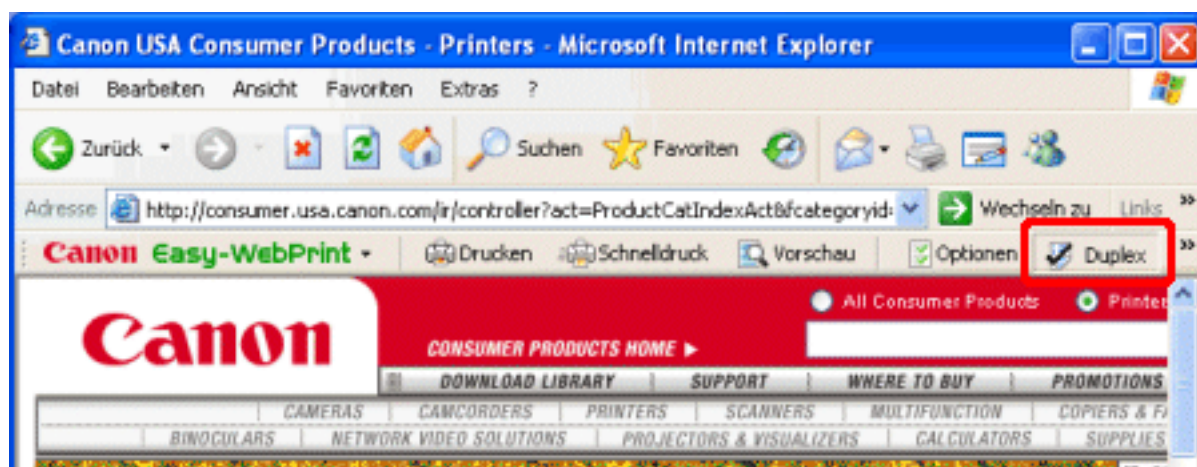 Canon USA Consumer Products - Printers - Microsoft Internet Explorer
Datei Bearbeiten Ansicht Favoriten Extras ?
Zurück Suchen Favoriten
Adresse http://consumer.usa.canon.com/ir/controller?act=ProductCatIndexAct&fcategoryid= Wechseln zu Links »
Canon Easy-WebPrint Drucken Schnelldruck Vorschau Optionen Duplex »
All Consumer Products Printer
Canon
CONSUMER PRODUCTS HOME
DOWNLOAD LIBRARY | SUPPORT | WHERE TO BUY | PROMOTIONS
CAMERAS | CAMCORDERS | PRINTERS | SCANNERS | MULTIFUNCTION | COPIERS & FA
BINOCULARS | NETWORK VIDEO SOLUTIONS | PROJECTORS & VISUALIZERS | CALCULATORS | SUPPLIES